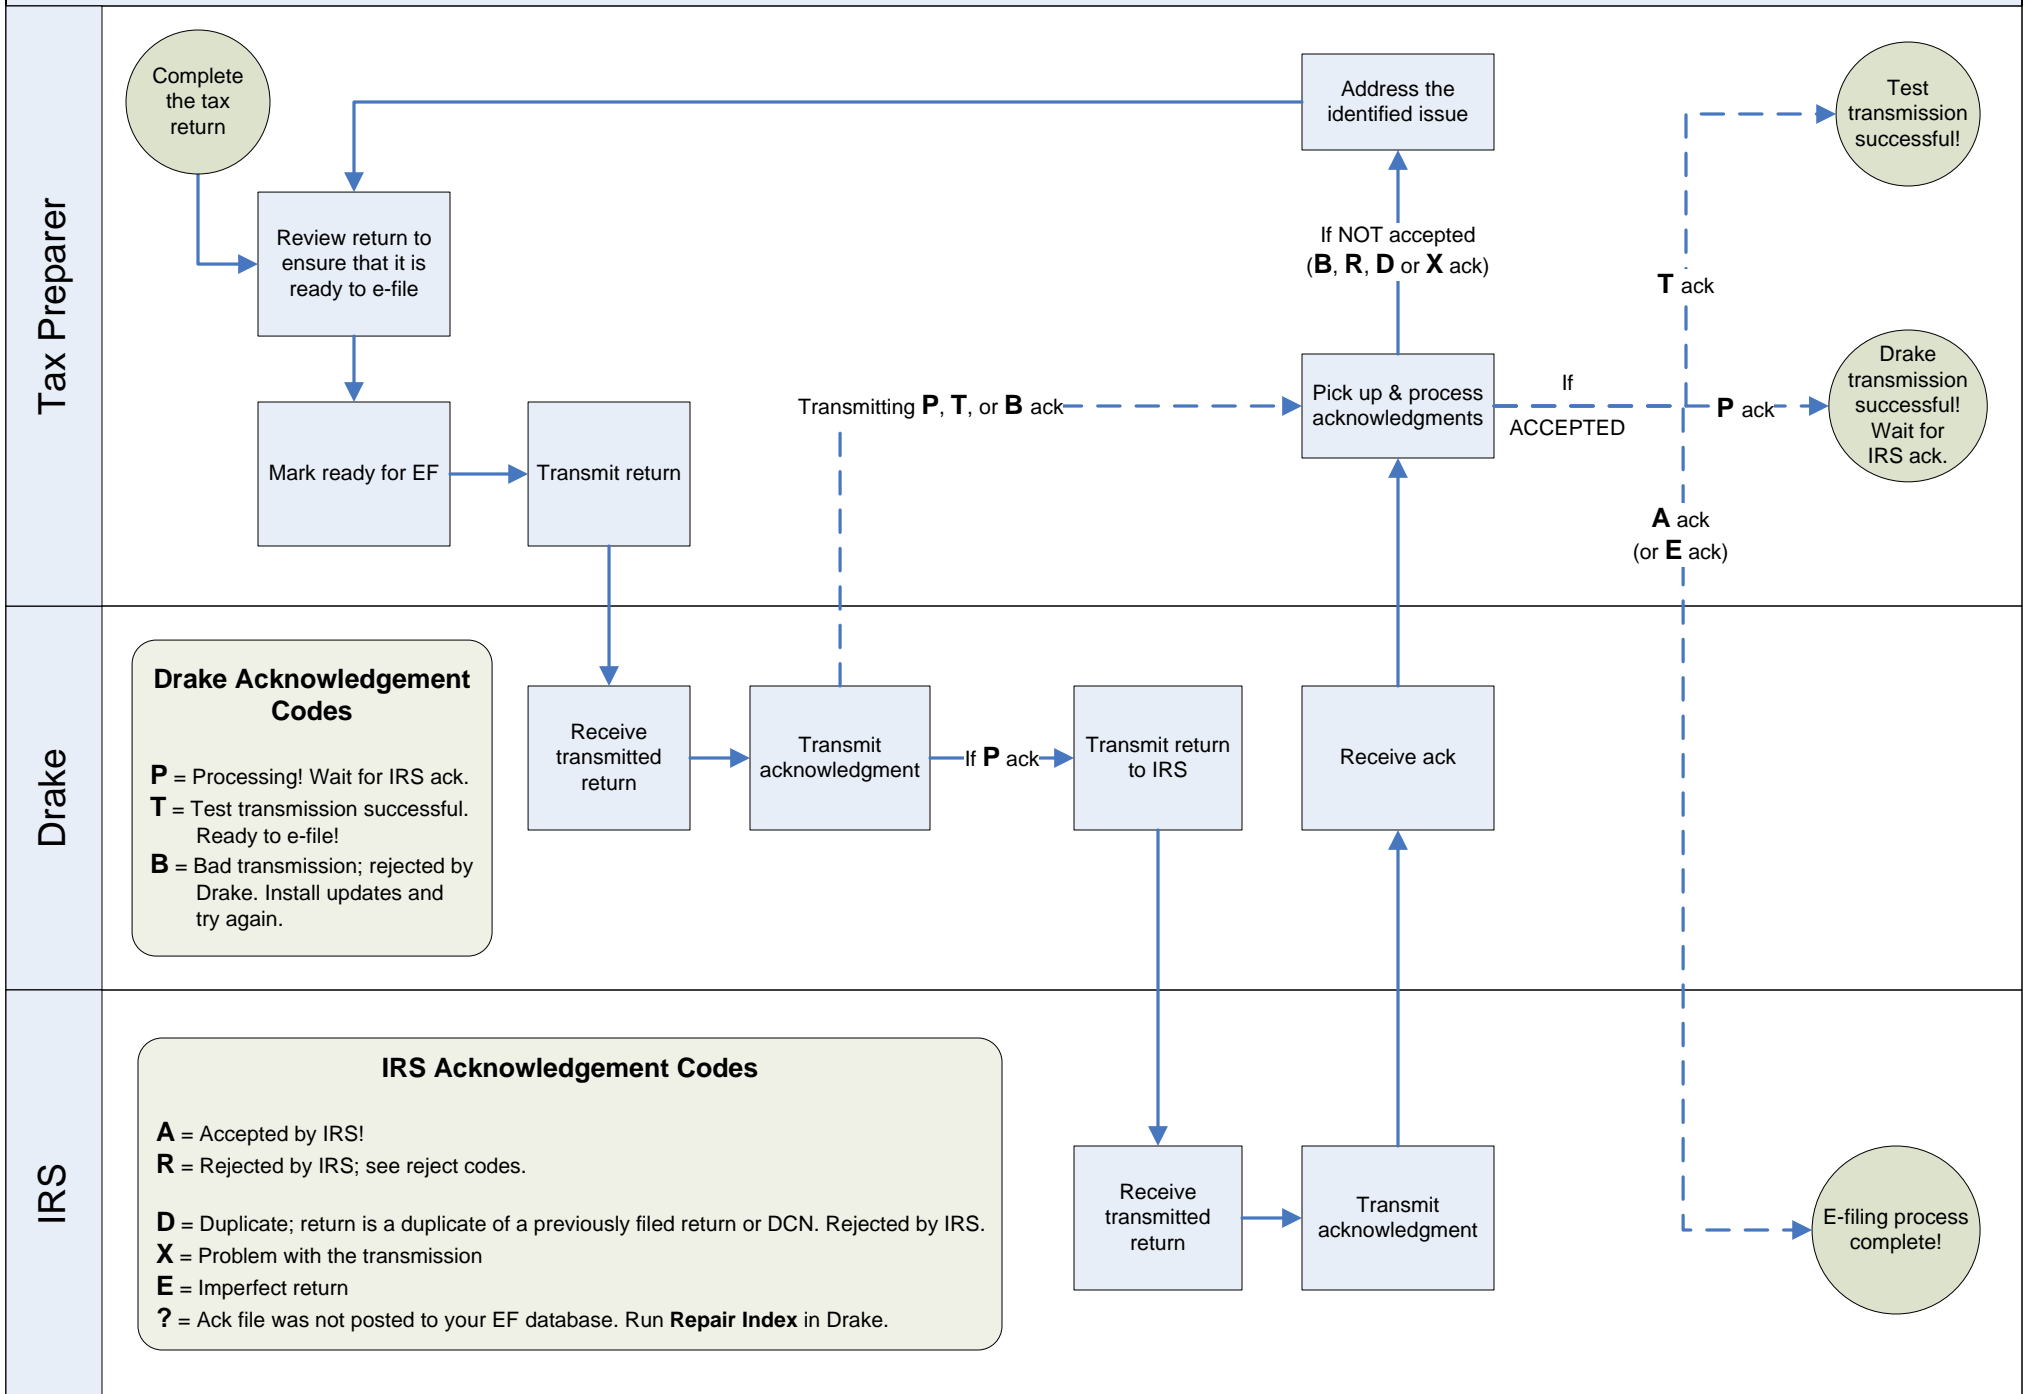 Tax Preparer
Complete
the tax
return
Review return to
ensure that it is
ready to e-file
Mark ready for EF
Transmit return
Transmitting P, T, or B ack
Address the
identified issue
If NOT accepted
(B, R, D or X ack)
Pick up & process
acknowledgments
If
ACCEPTED
T ack
P ack
A ack
(or E ack)
Test
transmission
successful!
Drake
transmission
successful!
Wait for
IRS ack.
Drake
Drake Acknowledgement
Codes
P = Processing! Wait for IRS ack.
T = Test transmission successful.
Ready to e-file!
B = Bad transmission; rejected by
Drake. Install updates and
try again.
Receive
transmitted
return
Transmit
acknowledgment
If P ack
Transmit return
to IRS
Receive ack
IRS
IRS Acknowledgement Codes
A = Accepted by IRS!
R = Rejected by IRS; see reject codes.
D = Duplicate; return is a duplicate of a previously filed return or DCN. Rejected by IRS.
X = Problem with the transmission
E = Imperfect return
? = Ack file was not posted to your EF database. Run Repair Index in Drake.
Receive
transmitted
return
Transmit
acknowledgment
E-filing process
complete!